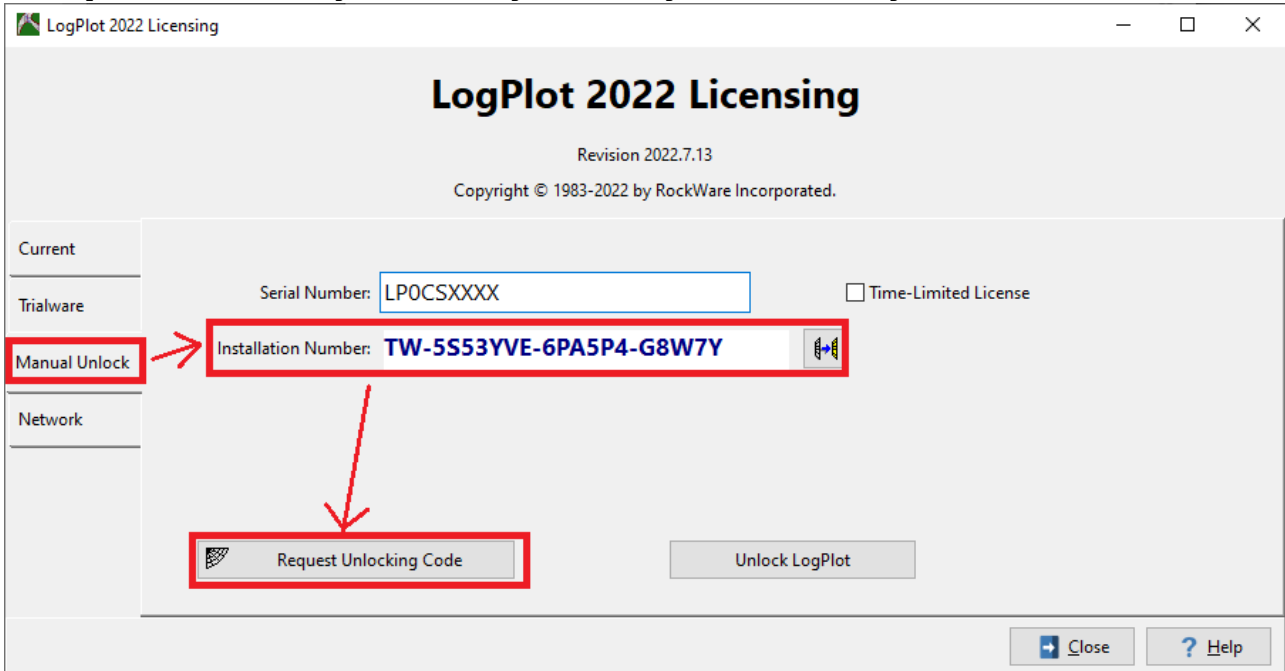 LogPlot 2022 Licensing
LogPlot 2022 Licensing
Revision 2022.7.13
Copyright © 1983-2022 by RockWare Incorporated.
Current
Trialware
Manual Unlock
Network
Serial Number: LP0CSXXXX
Time-Limited License
Installation Number: TW-5S53YVE-6PA5P4-G8W7Y
Request Unlocking Code
Unlock LogPlot
Close
? Help